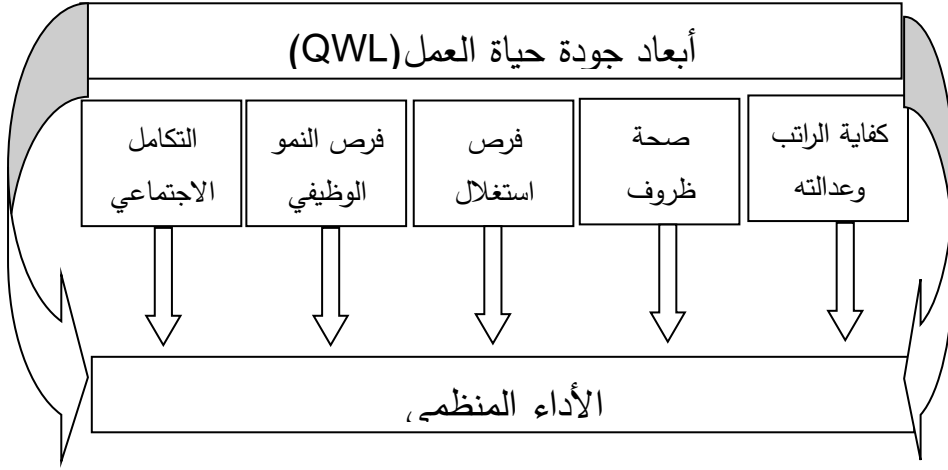 أبعاد جودة حياة العمل(QWL)
كفاية الراتب
وعدالته
صحة
ظروف
فرص
استغلال
فرص النمو
الوظيفي
التكامل
الاجتماعي
الأداء المنظمي